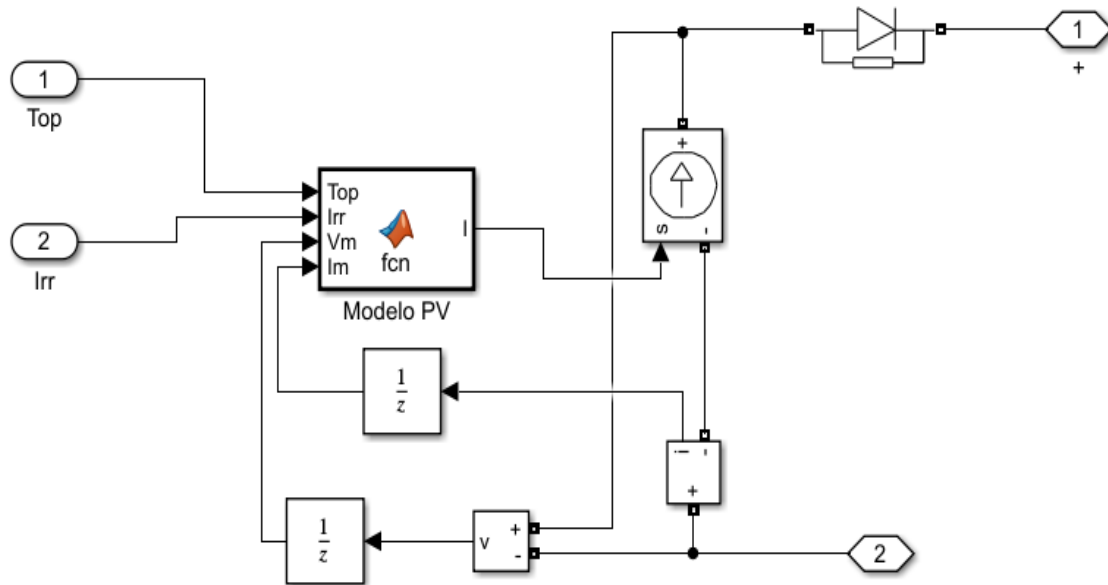 1
Top
2
Irr
Top
Irr
Vm
Im
fcn
I
Modelo PV
1
z
1
z
v
+
-
i
-
+
+
s
-
1
+
2